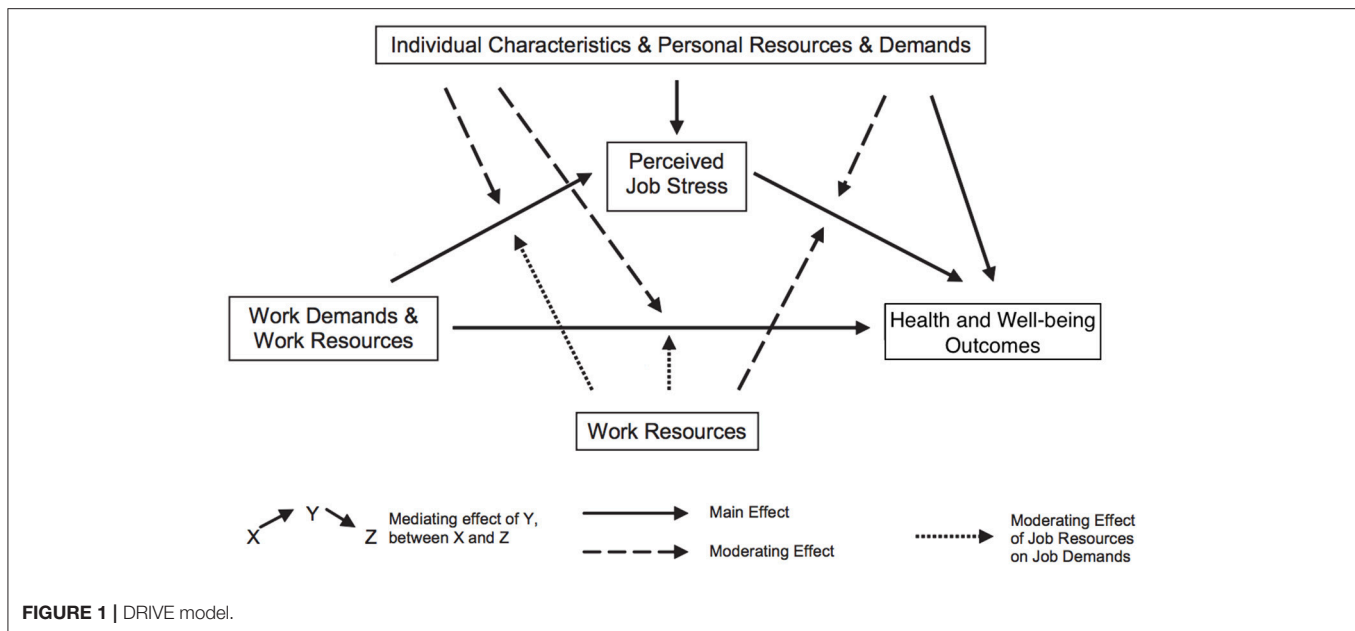 Individual Characteristics & Personal Resources & Demands
Perceived
Job Stress
Work Demands &
Work Resources
Health and Well-being
Outcomes
Work Resources
X
Y
Z
Mediating effect of Y,
between X and Z
Main Effect
Moderating Effect
Moderating Effect
of Job Resources
on Job Demands
FIGURE 1 | DRIVE model.